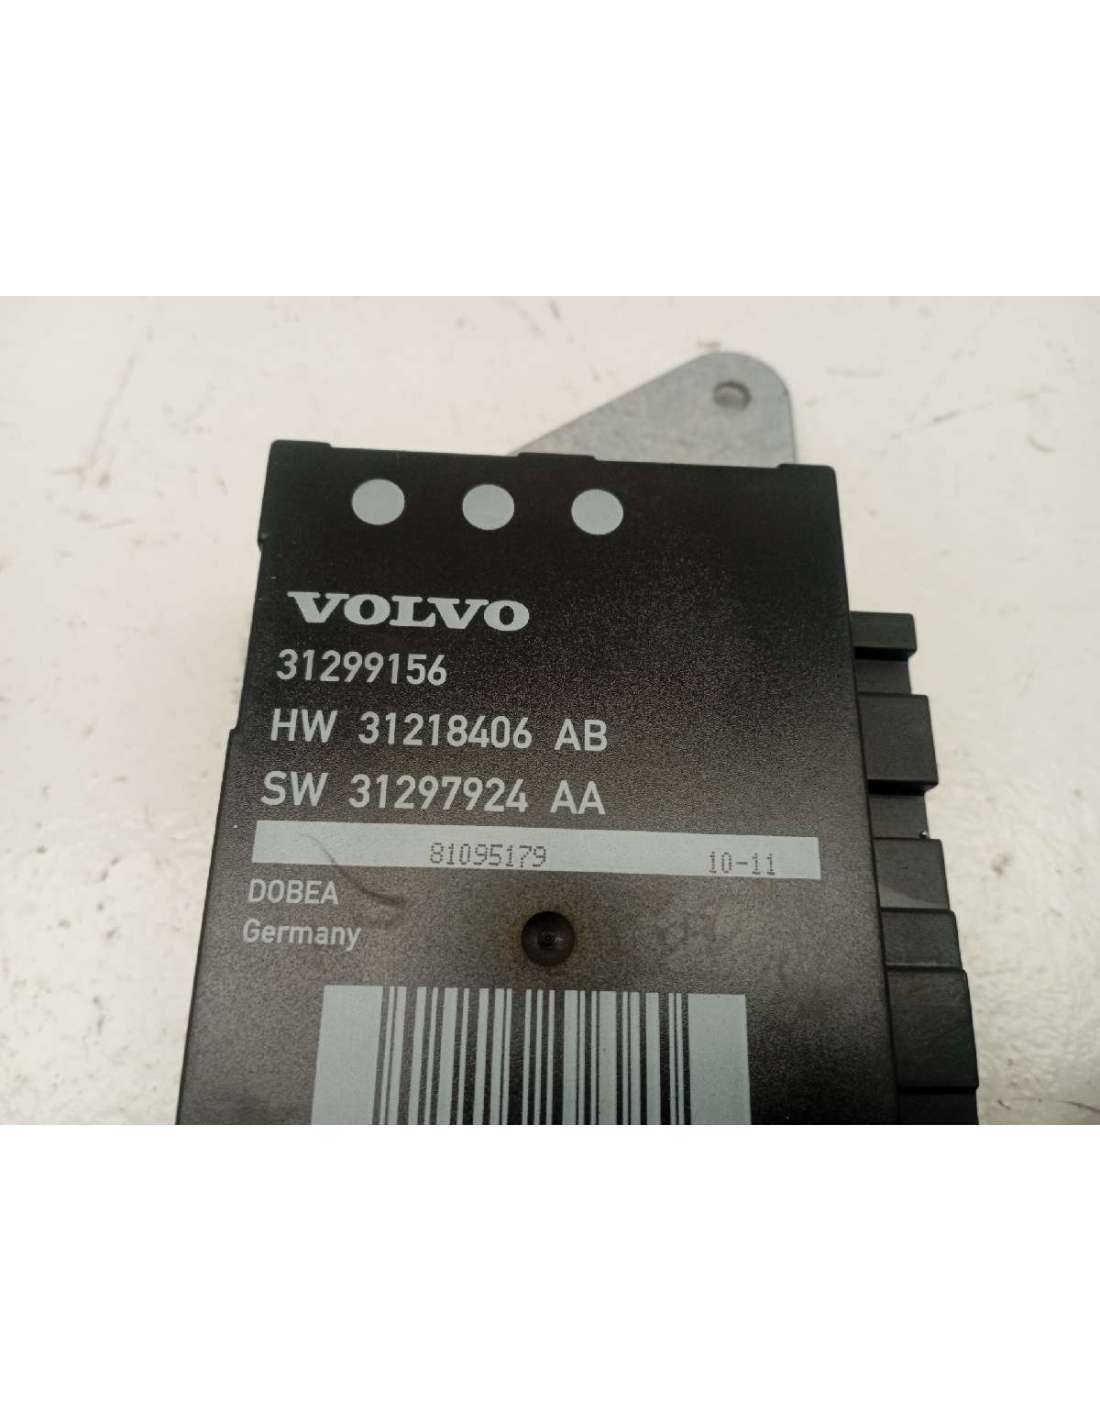 VOLVO
31299156
HW 31218406 AB
SW 31297924 AA
81095179 10-11
DOBEA
Germany